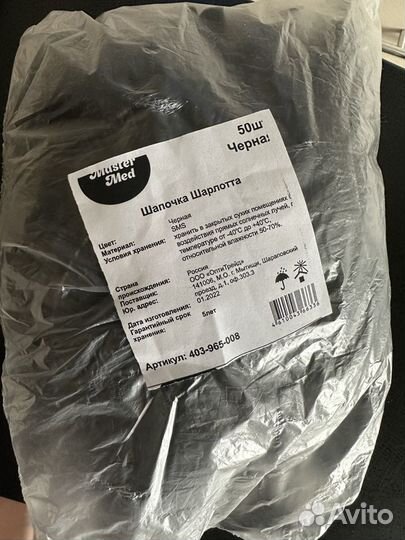 Master
Med
50ш
Черна
Шапочка Шарлотта
Цвет: Черная
Материал: SMS
Условия хранения: хранить в закрытых сухих помещениях
воздействия прямых солнечных лучей,
температуре от -40°C до +40°C,
относительной влажности 50-70%.
Страна
происхождения: Россия
Поставщик: ООО «ОптиТрейд»
Юр. адрес: 141006, М.О, г. Мытищи, Шараповский
проезд, д.1, оф.303,3
Дата изготовления: 01.2022
Гарантийный срок
хранения: 5лет
Артикул: 403-965-008
Avito